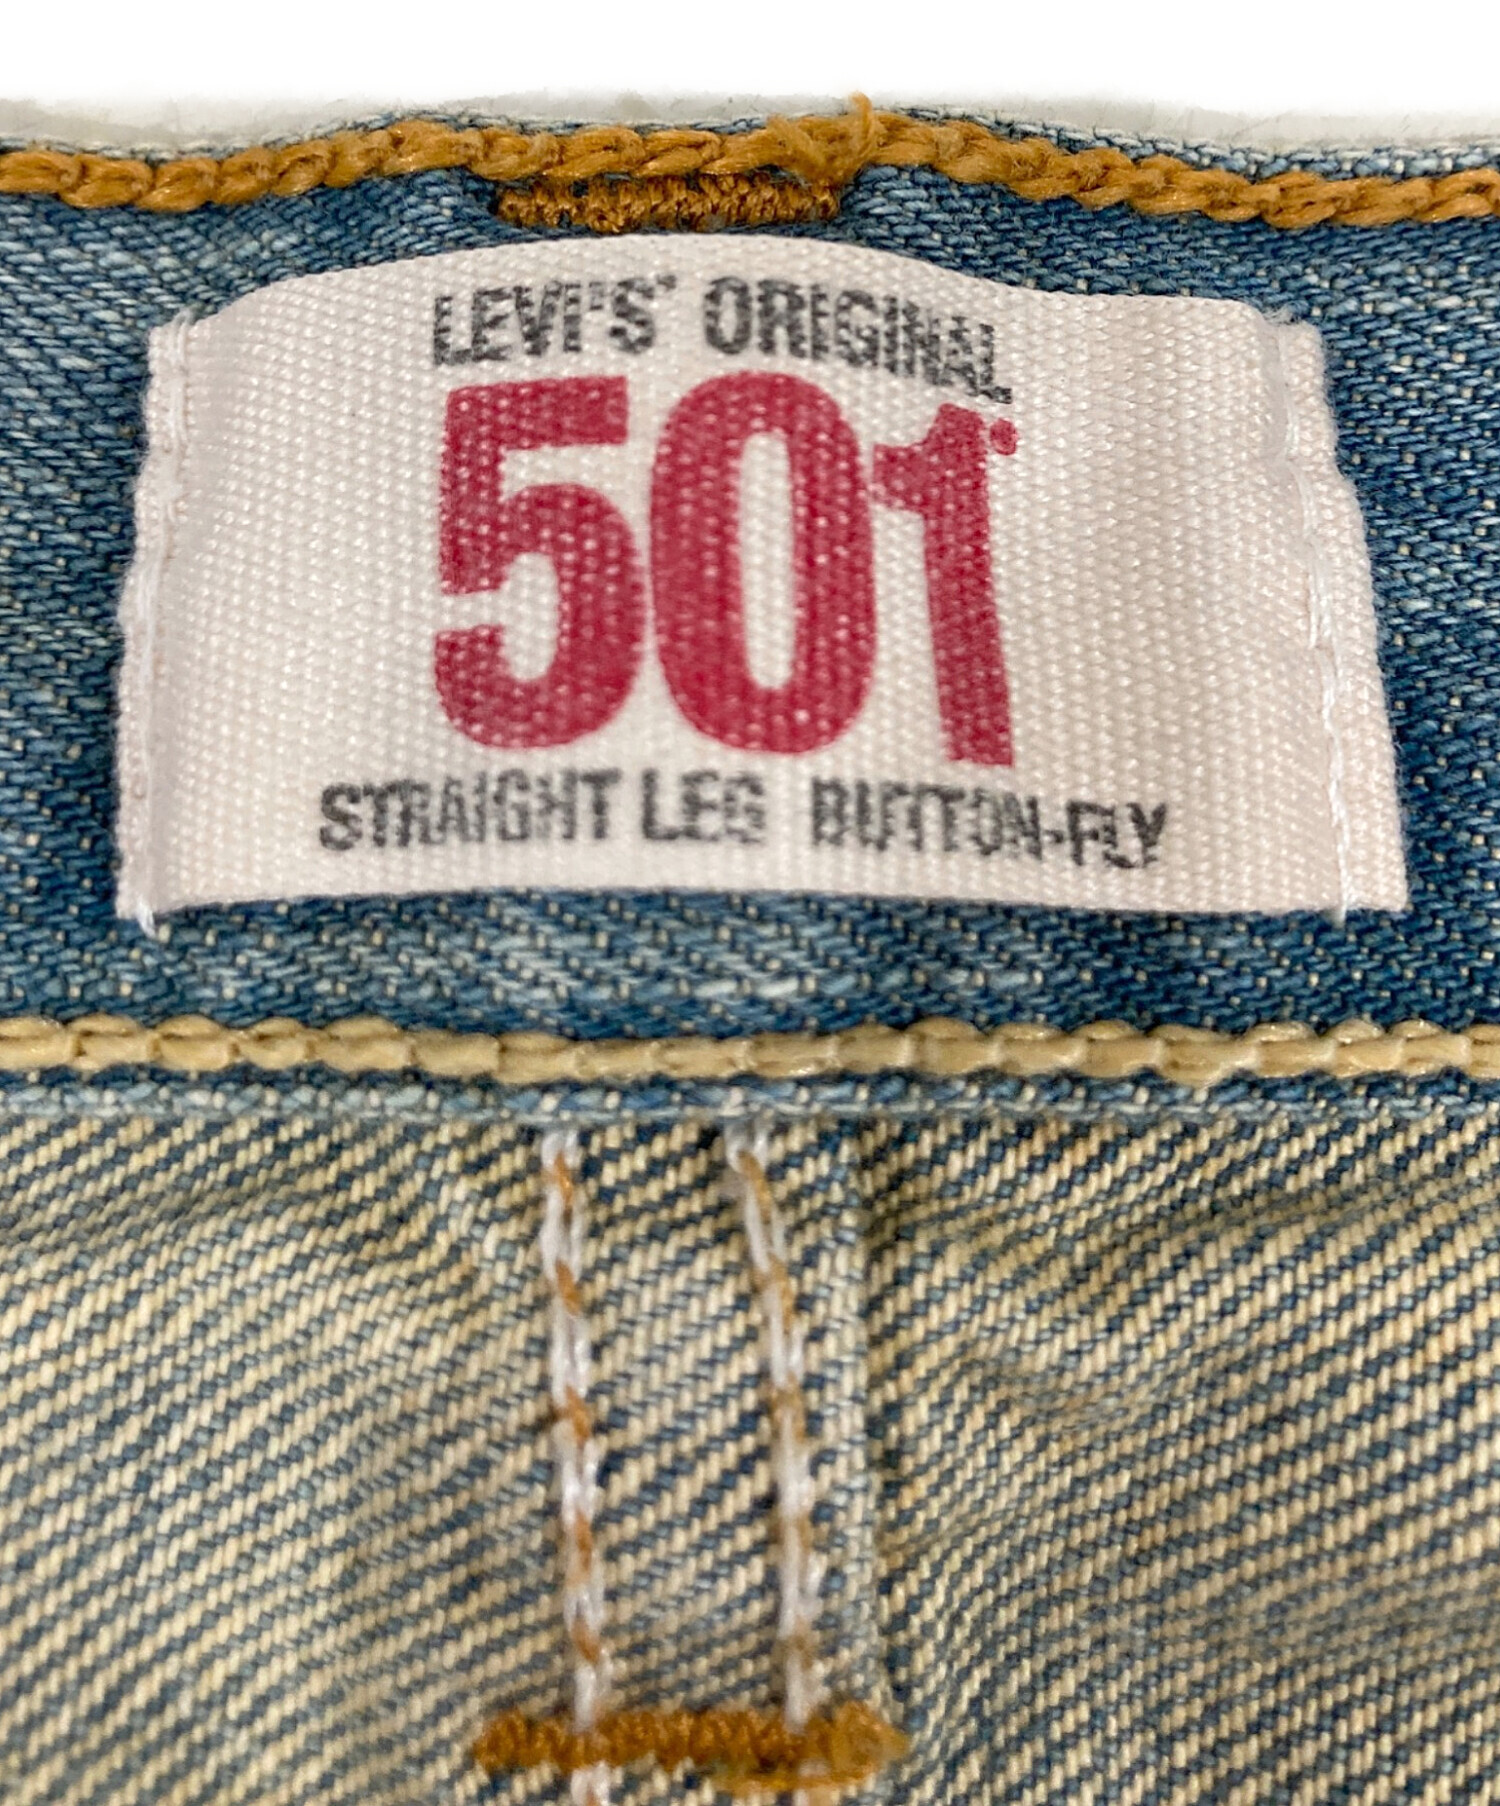 LEVI'S® ORIGINAL
501®
STRAIGHT LEG BUTTON-FLY